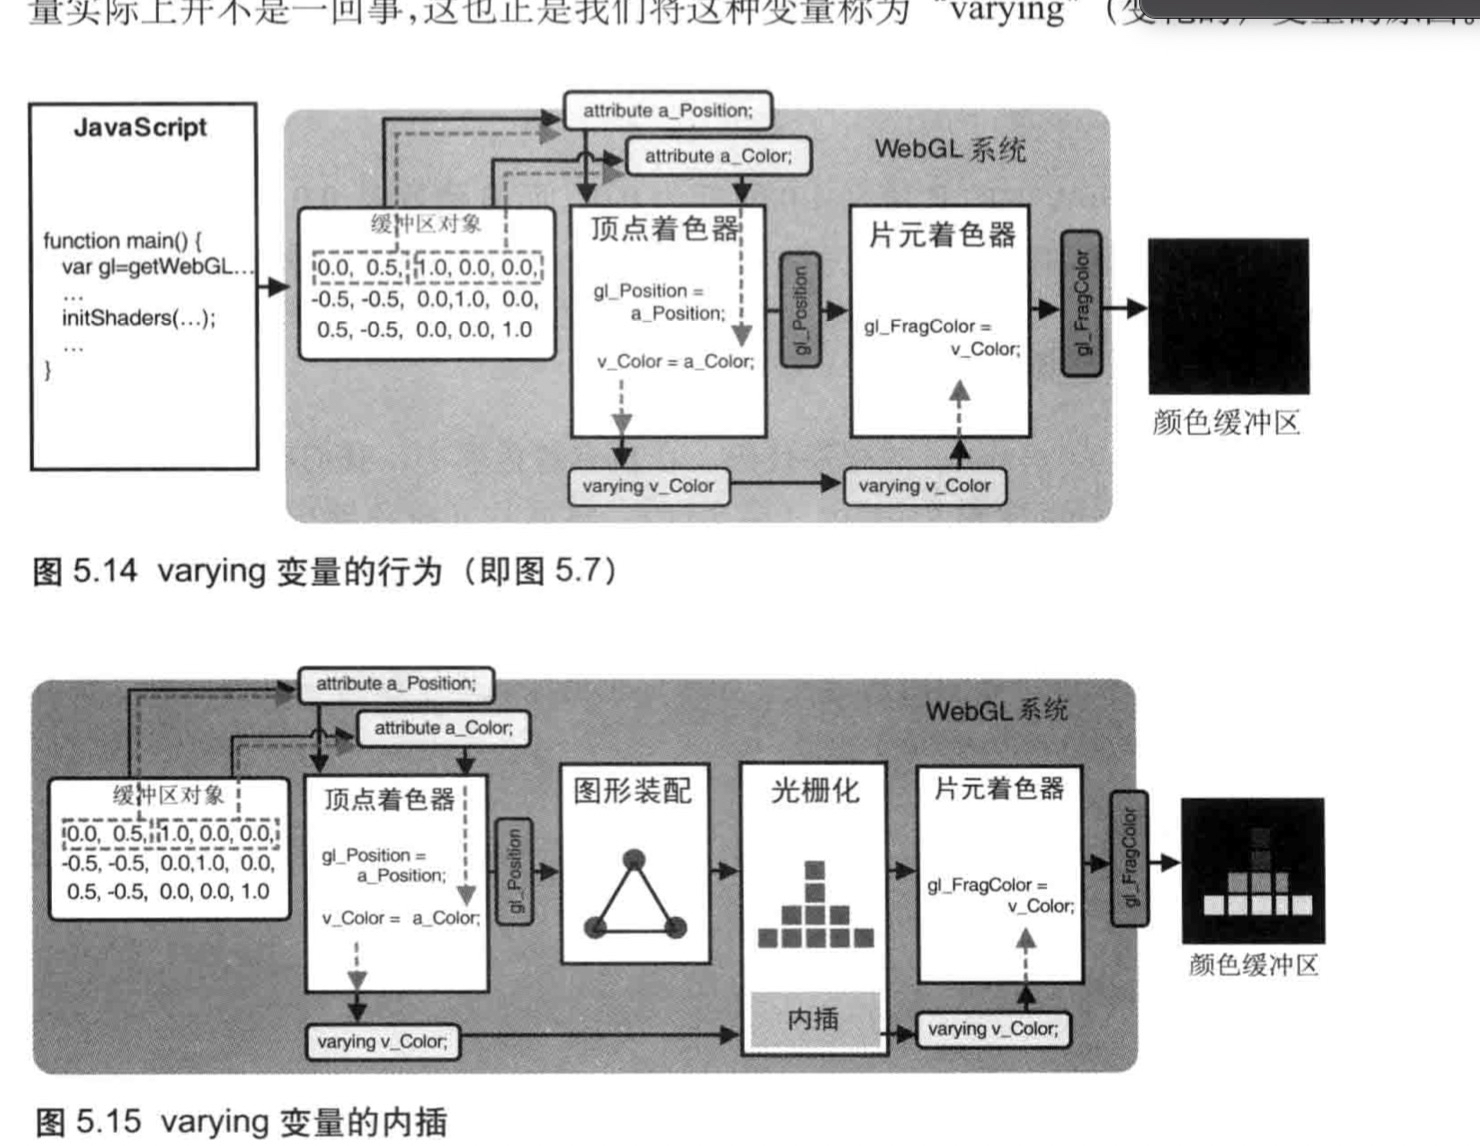 量实际上并不是一回事,这也正是我们将这种变量称为 "varying"
JavaScript
function main() {
var gl=getWebGL…
…
initShaders(…);
…
}
WebGL 系统
attribute a_Position;
attribute a_Color;
缓冲区对象
0.0, 0.5, 1.0, 0.0, 0.0,
-0.5, -0.5, 0.0,1.0, 0.0,
0.5, -0.5, 0.0, 0.0, 1.0
顶点着色器
gl_Position =
a_Position;
v_Color = a_Color;
varying v_Color
gl_Position
片元着色器
gl_FragColor =
v_Color;
varying v_Color
gl_FragColor
颜色缓冲区
图 5.14 varying 变量的行为（即图 5.7）
WebGL 系统
attribute a_Position;
attribute a_Color;
缓冲区对象
0.0, 0.5, 1.0, 0.0, 0.0,
-0.5, -0.5, 0.0,1.0, 0.0,
0.5, -0.5, 0.0, 0.0, 1.0
顶点着色器
gl_Position =
a_Position;
v_Color = a_Color;
varying v_Color;
gl_Position
图形装配
光栅化
内插
片元着色器
gl_FragColor =
v_Color;
varying v_Color;
gl_FragColor
颜色缓冲区
图 5.15 varying 变量的内插